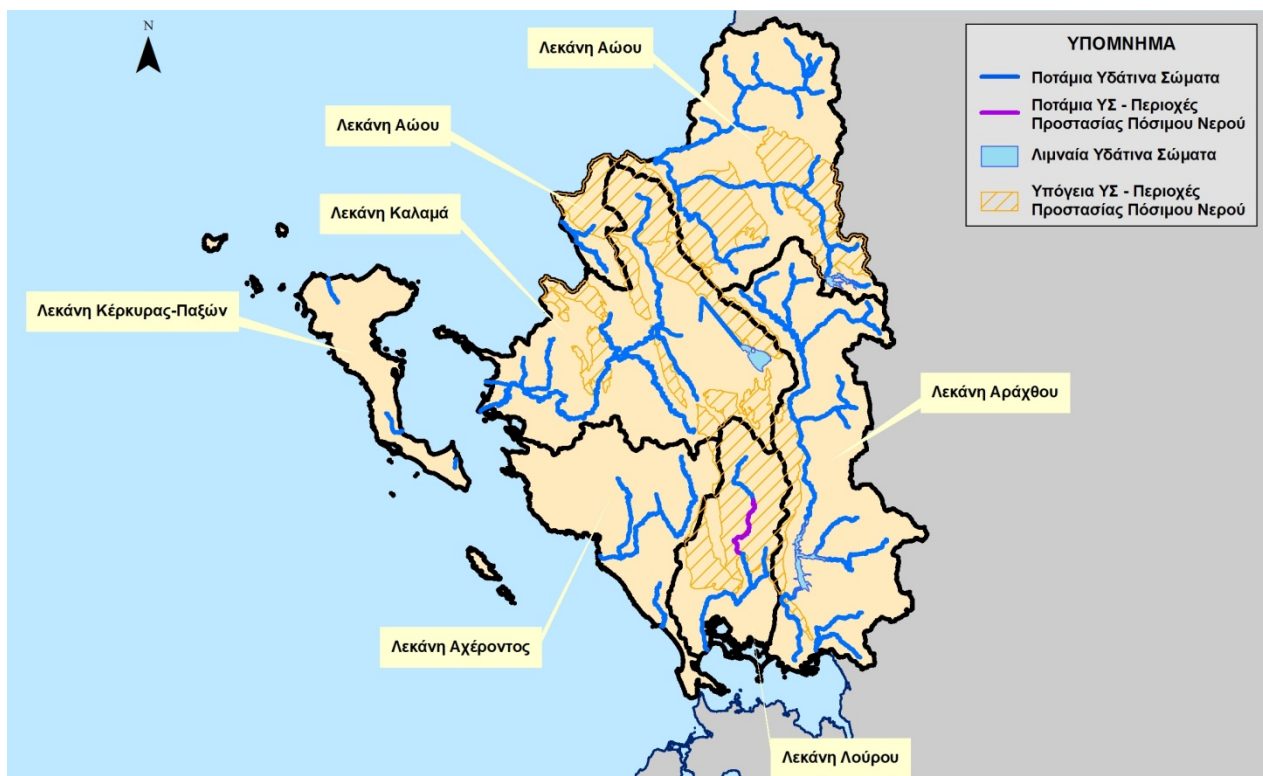 N
Λεκάνη Αώου
Λεκάνη Αώου
Λεκάνη Καλαμά
Λεκάνη Κέρκυρας-Παξών
Λεκάνη Αράχθου
Λεκάνη Αχέροντος
Λεκάνη Λούρου
ΥΠΟΜΝΗΜΑ
Ποτάμια Υδάτινα Σώματα
Ποτάμια ΥΣ - Περιοχές
Προστασίας Πόσιμου Νερού
Λιμναία Υδάτινα Σώματα
Υπόγεια ΥΣ - Περιοχές
Προστασίας Πόσιμου Νερού